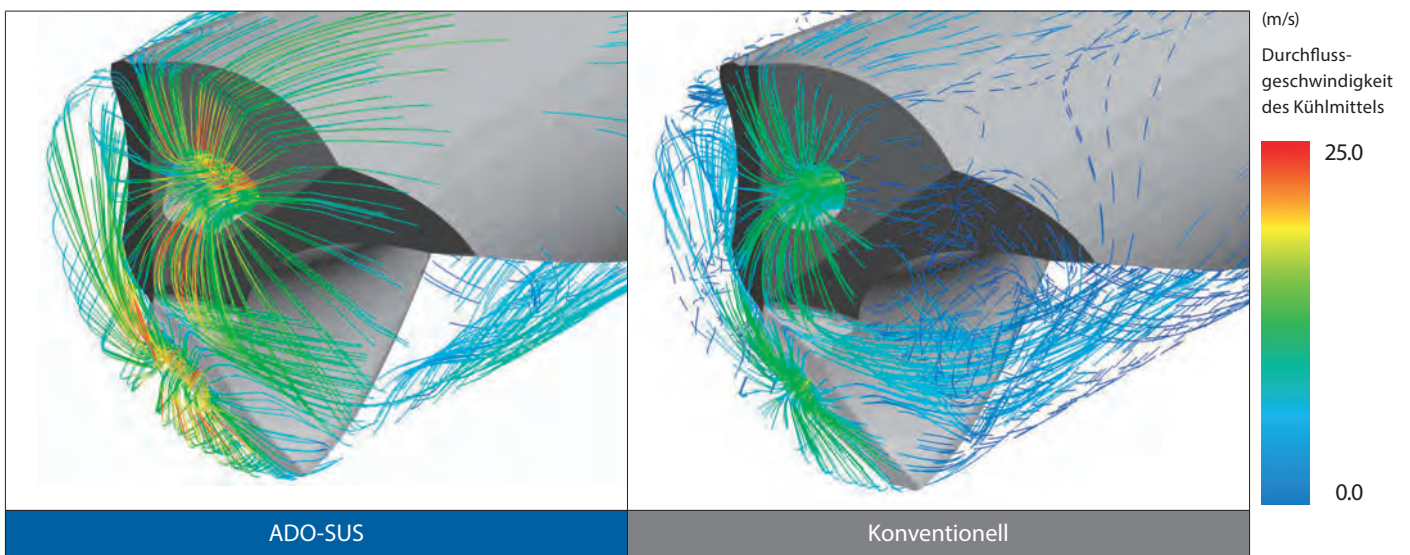 (m/s)
Durchfluss-
geschwindigkeit
des Kühlmittels
25.0
0.0
ADO-SUS
Konventionell